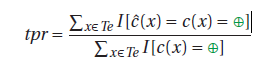 tpr = ∑x∈Te I[ĉ(x) = c(x) = ⊕]
∑x∈Te I[c(x) = ⊕]